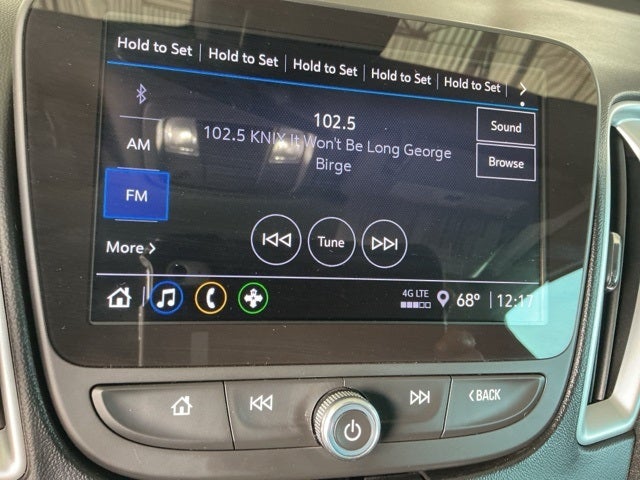 Hold to Set Hold to Set Hold to Set Hold to Set Hold to Set
102.5
Sound
AM
102.5 KNIX It Won't Be Long George
Birge
Browse
FM
Tune
More
4G LTE
68° 12:17
BACK